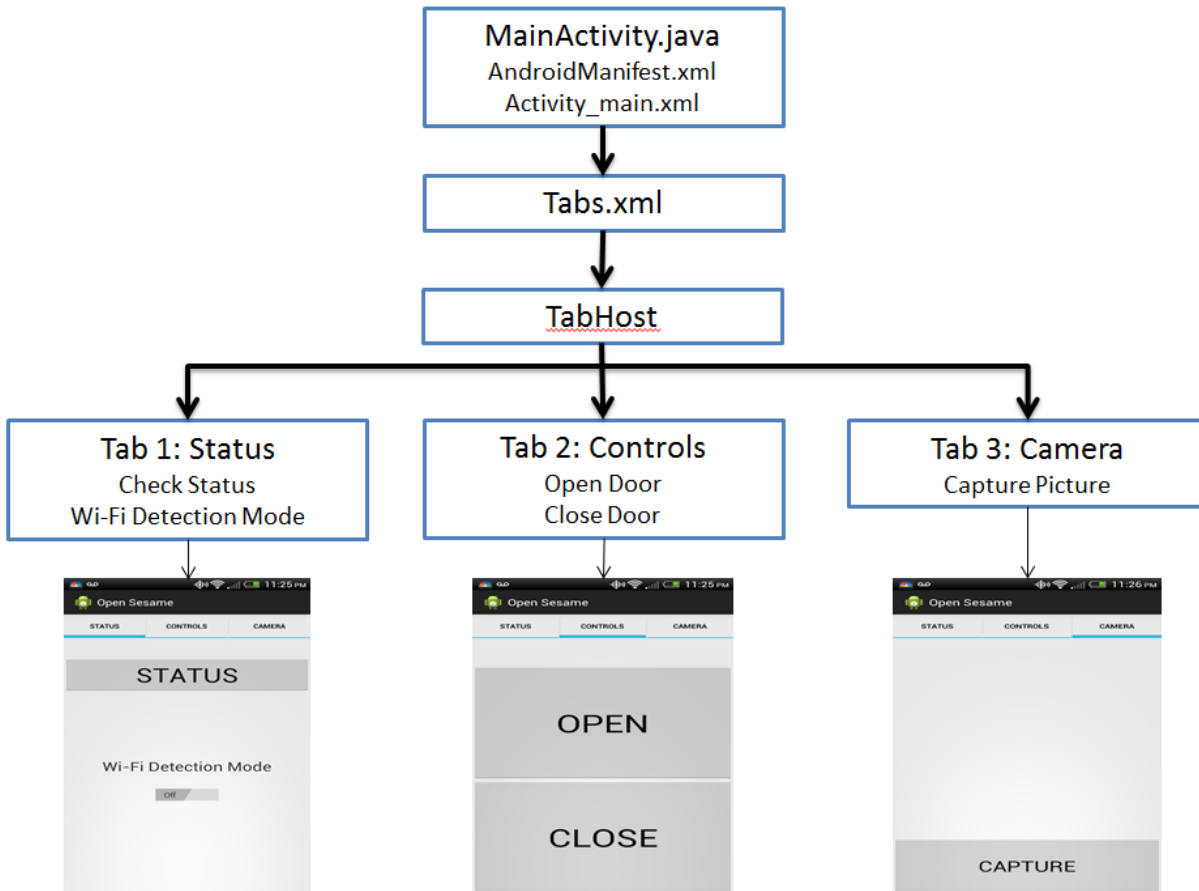 MainActivity.java
AndroidManifest.xml
Activity_main.xml
Tabs.xml
TabHost
Tab 1: Status
Check Status
Wi-Fi Detection Mode
Tab 2: Controls
Open Door
Close Door
Tab 3: Camera
Capture Picture
11:25 PM
Open Sesame
STATUS CONTROLS CAMERA
STATUS
Wi-Fi Detection Mode
Off
11:25 PM
Open Sesame
STATUS CONTROLS CAMERA
OPEN
CLOSE
11:26 PM
Open Sesame
STATUS CONTROLS CAMERA
CAPTURE